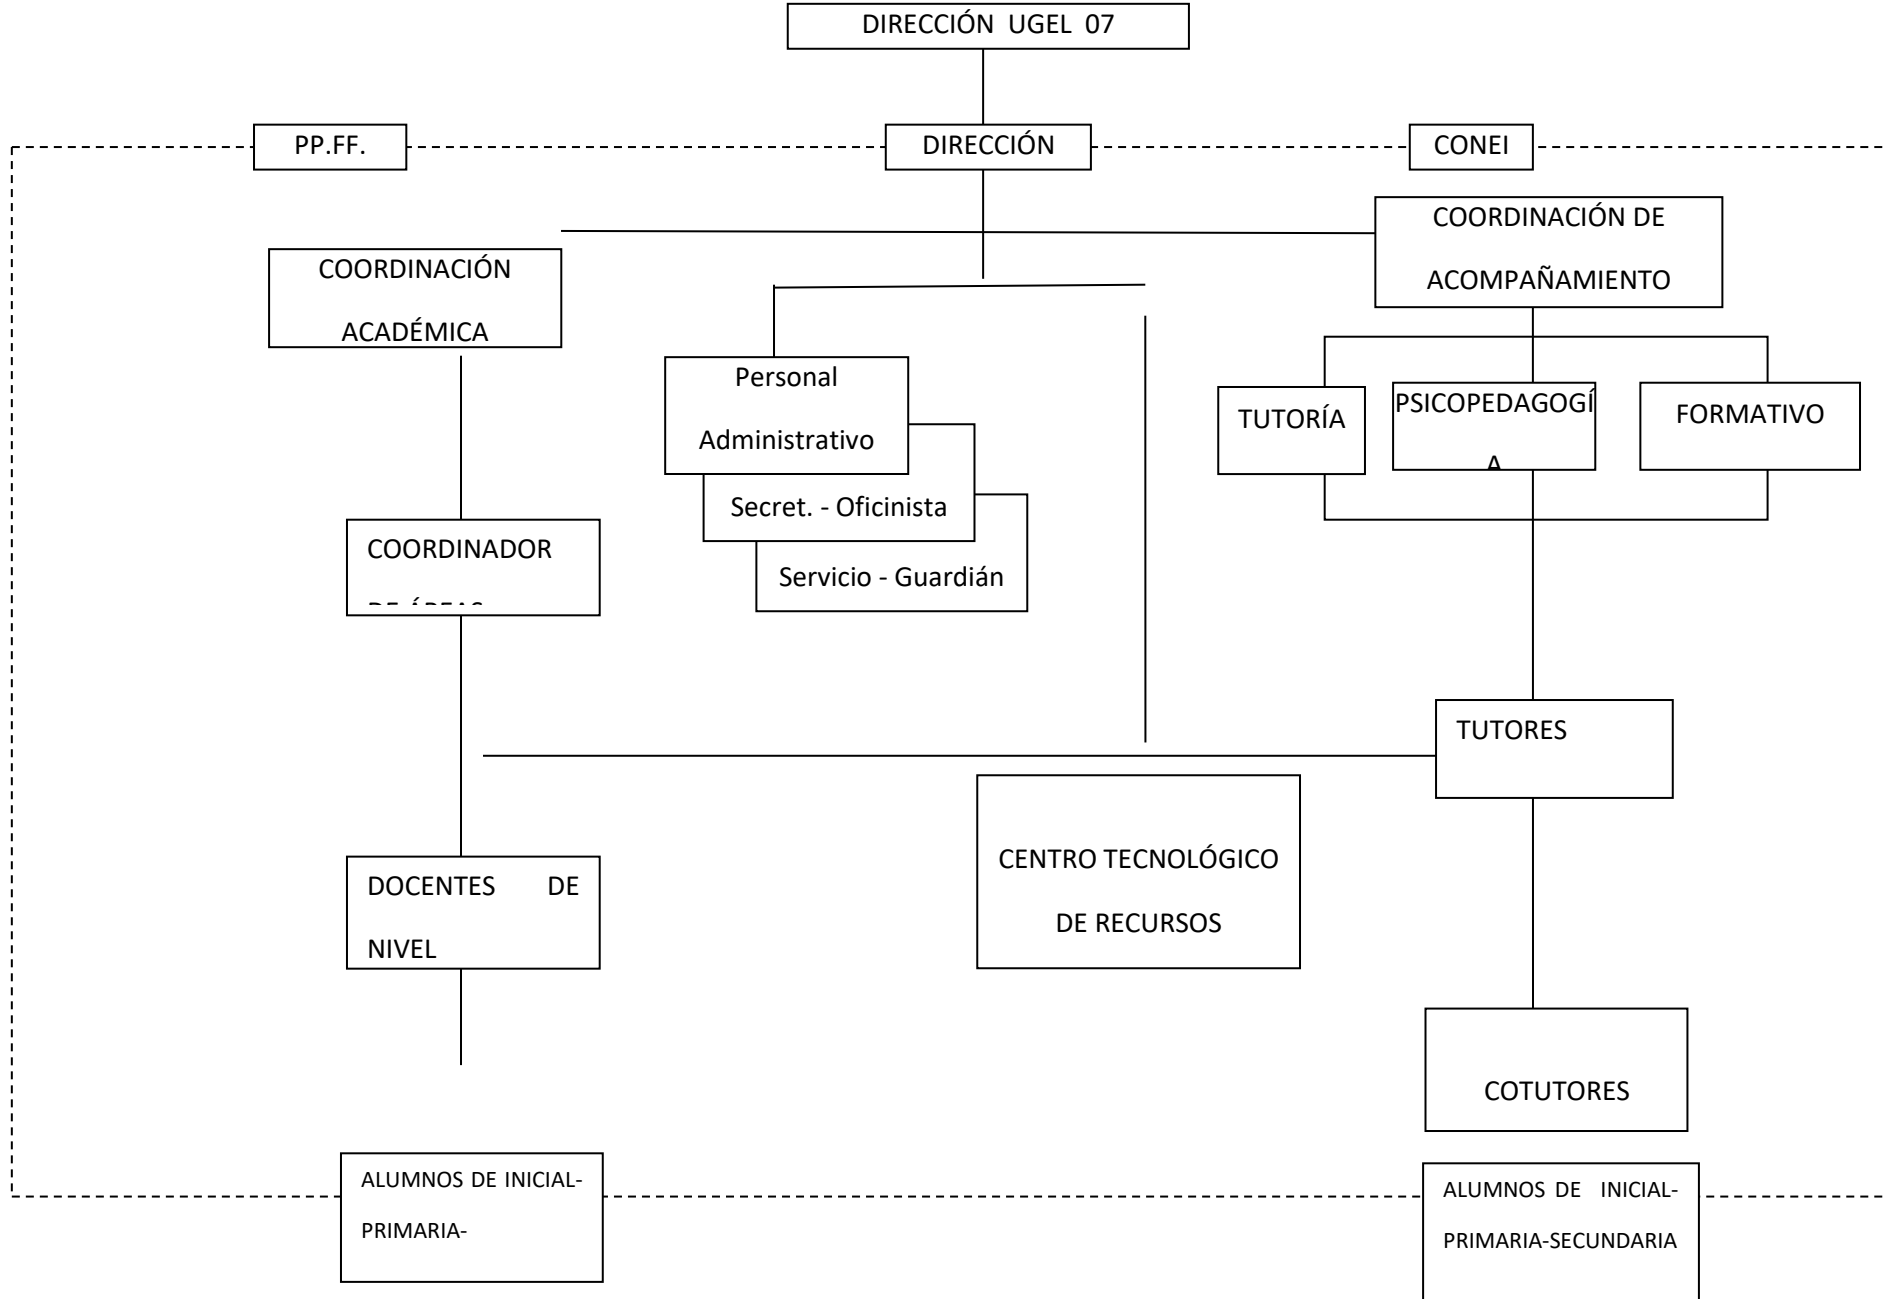 DIRECCIÓN UGEL 07
PP.FF.
DIRECCIÓN
CONEI
COORDINACIÓN DE
ACOMPAÑAMIENTO
COORDINACIÓN
ACADÉMICA
Personal
Administrativo
Secret. - Oficinista
Servicio - Guardián
TUTORÍA
PSICOPEDAGOGÍ
A
FORMATIVO
COORDINADOR
DE ÁREAS
TUTORES
CENTRO TECNOLÓGICO
DE RECURSOS
DOCENTES DE
NIVEL
COTUTORES
ALUMNOS DE INICIAL-
PRIMARIA-
ALUMNOS DE INICIAL-
PRIMARIA-SECUNDARIA